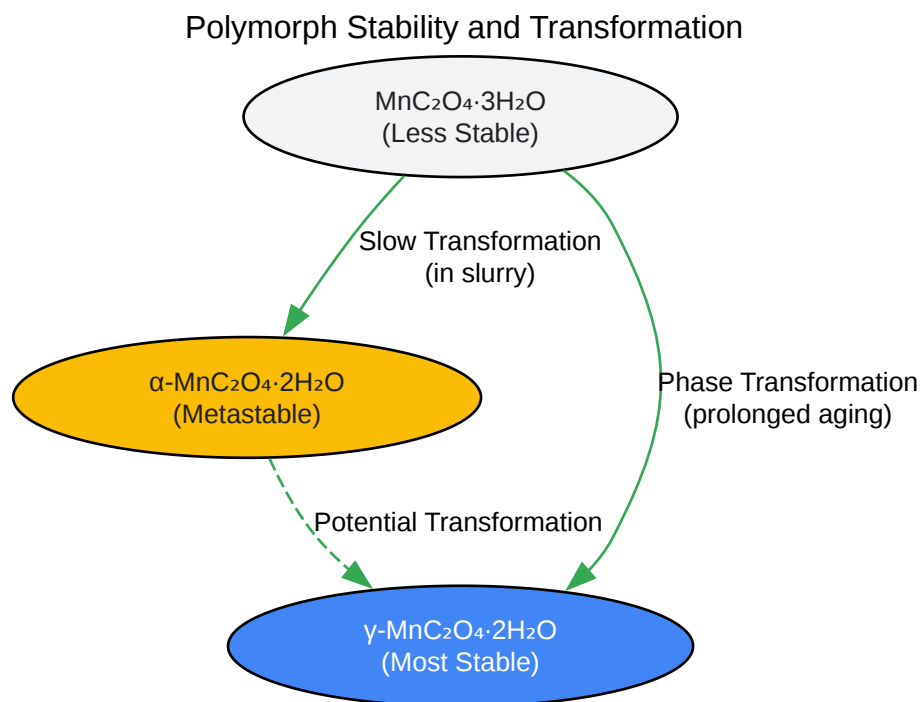 Polymorph Stability and Transformation
MnC₂O₄·3H₂O
(Less Stable)
Slow Transformation
(in slurry)
α-MnC₂O₄·2H₂O
(Metastable)
Phase Transformation
(prolonged aging)
Potential Transformation
γ-MnC₂O₄·2H₂O
(Most Stable)